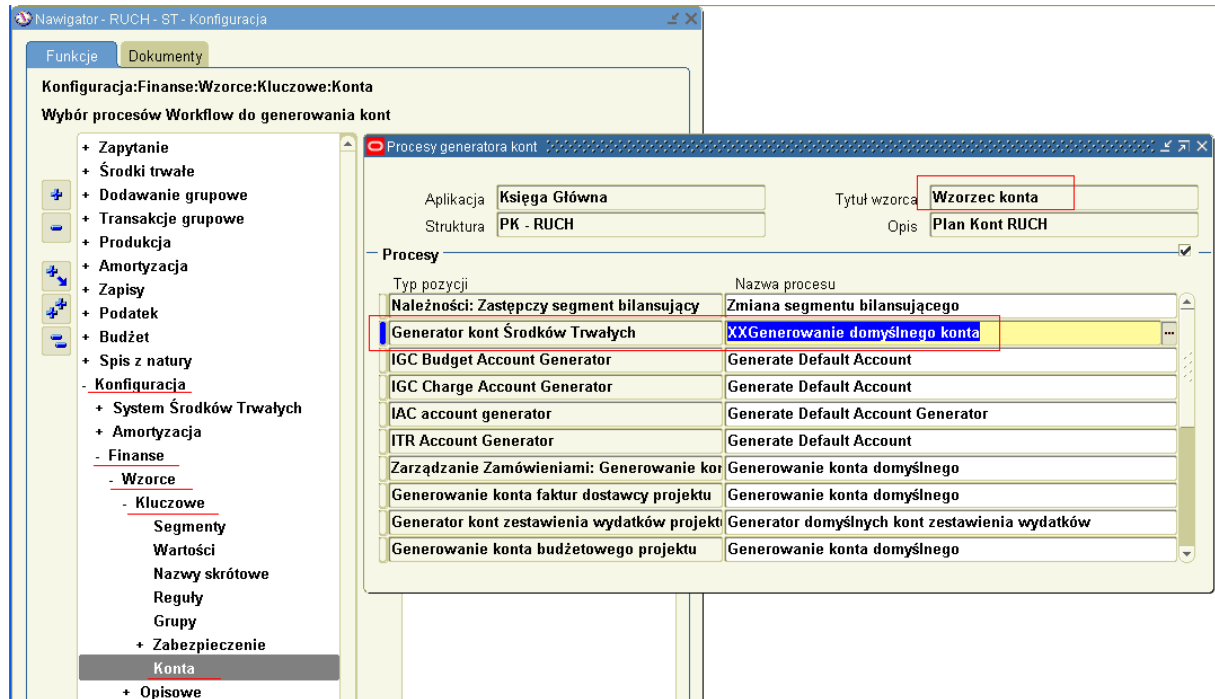 Nawigator - RUCH - ST - Konfiguracja
Funkcje Dokumenty
Konfiguracja:Finanse:Wzorce:Kluczowe:Konta
Wybór procesów Workflow do generowania kont
+ Zapytanie
+ Środki trwałe
+ Dodawanie grupowe
+ Transakcje grupowe
+ Produkcja
+ Amortyzacja
+ Zapisy
+ Podatek
+ Budżet
+ Spis z natury
- Konfiguracja
+ System Środków Trwałych
+ Amortyzacja
- Finanse
- Wzorce
- Kluczowe
Segmenty
Wartości
Nazwy skrótowe
Reguły
Grupy
+ Zabezpieczenie
Konta
+ Opisowe
Procesy generatora kont
Aplikacja Księga Główna Tytuł wzorca Wzorzec konta
Struktura PK - RUCH Opis Plan Kont RUCH
Procesy
Typ pozycji Nazwa procesu
Należności: Zastępczy segment bilansujący Zmiana segmentu bilansującego
Generator kont Środków Trwałych XXGenerowanie domyślnego konta
IGC Budget Account Generator Generate Default Account
IGC Charge Account Generator Generate Default Account
IAC account generator Generate Default Account Generator
ITR Account Generator Generate Default Account
Zarządzanie Zamówieniami: Generowanie kor Generowanie konta domyślnego
Generowanie konta faktur dostawcy projektu Generowanie konta domyślnego
Generator kont zestawienia wydatków projekt Generator domyślnych kont zestawienia wydatków
Generowanie konta budżetowego projektu Generowanie konta domyślnego